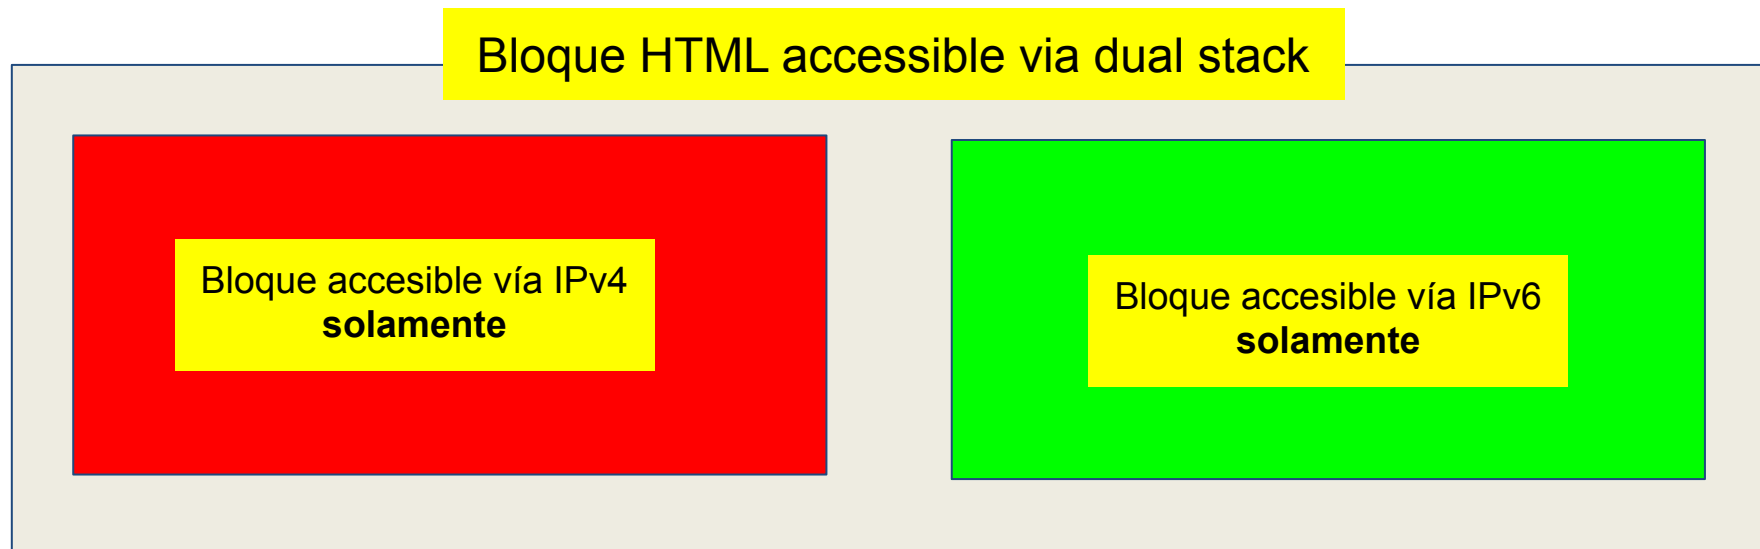 Bloque HTML accessible via dual stack
Bloque accesible vía IPv4
solamente
Bloque accesible vía IPv6
solamente